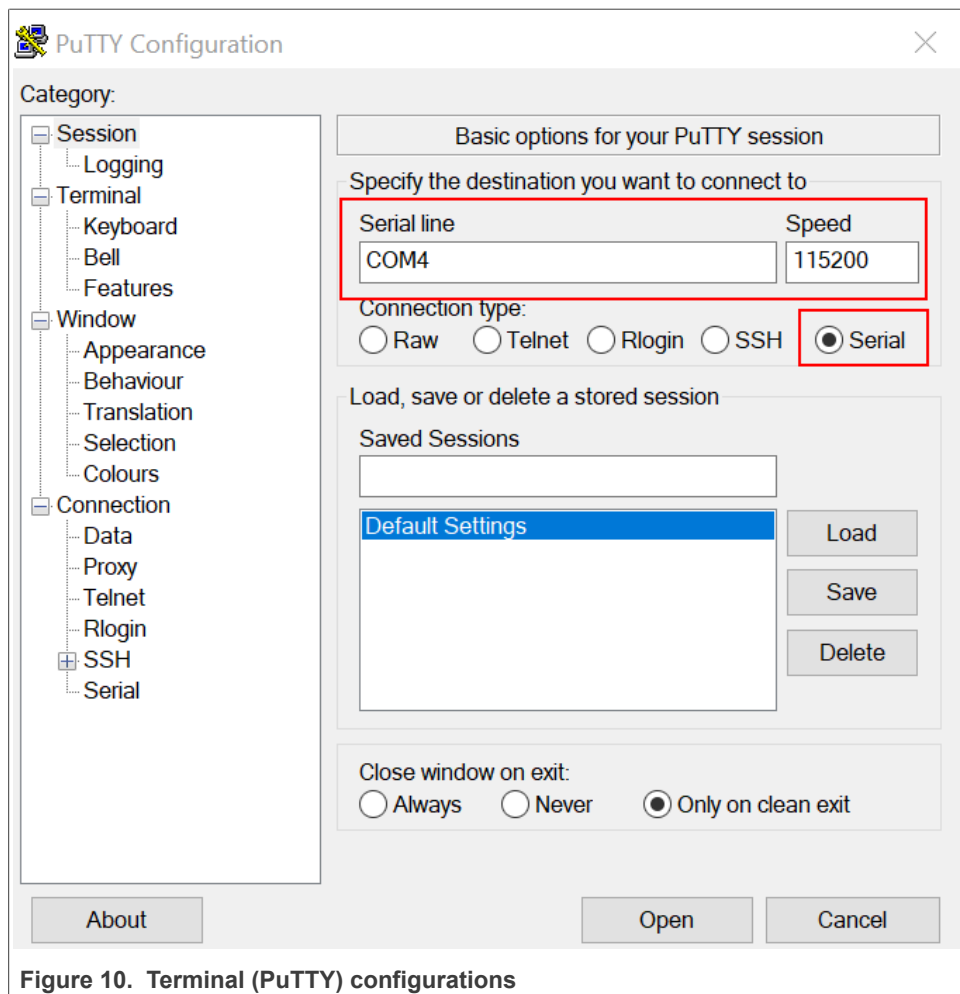 PuTTY Configuration
Category:
Session
Logging
Terminal
Keyboard
Bell
Features
Window
Appearance
Behaviour
Translation
Selection
Colours
Connection
Data
Proxy
Telnet
Rlogin
SSH
Serial
Basic options for your PuTTY session
Specify the destination you want to connect to
Serial line Speed
COM4 115200
Connection type:
Raw Telnet Rlogin SSH Serial
Load, save or delete a stored session
Saved Sessions
Default Settings
Load
Save
Delete
Close window on exit:
Always Never Only on clean exit
About Open Cancel
Figure 10. Terminal (PuTTY) configurations